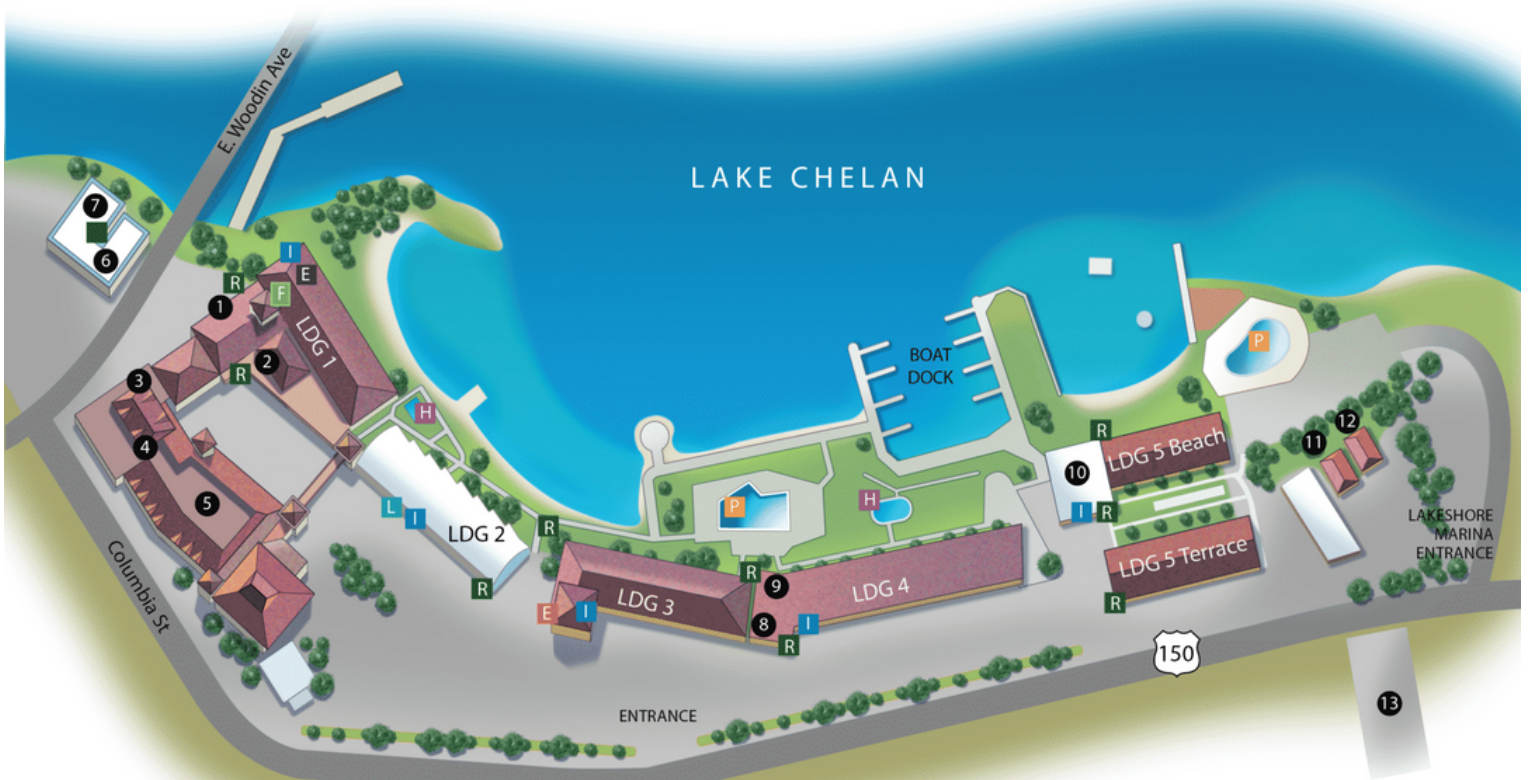 E. Woodin Ave
LAKE CHELAN
7
6
I
E
R
F
1
LDG 1
2
R
3
4
5
H
BOAT
DOCK
P
L
I
LDG 2
R
R
P
H
10
R
LDG 5 Beach
I
R
11
12
LAKESHORE
MARINA
ENTRANCE
LDG 5 Terrace
R
Columbia St
E
I
LDG 3
R
9
8
LDG 4
I
R
150
ENTRANCE
13